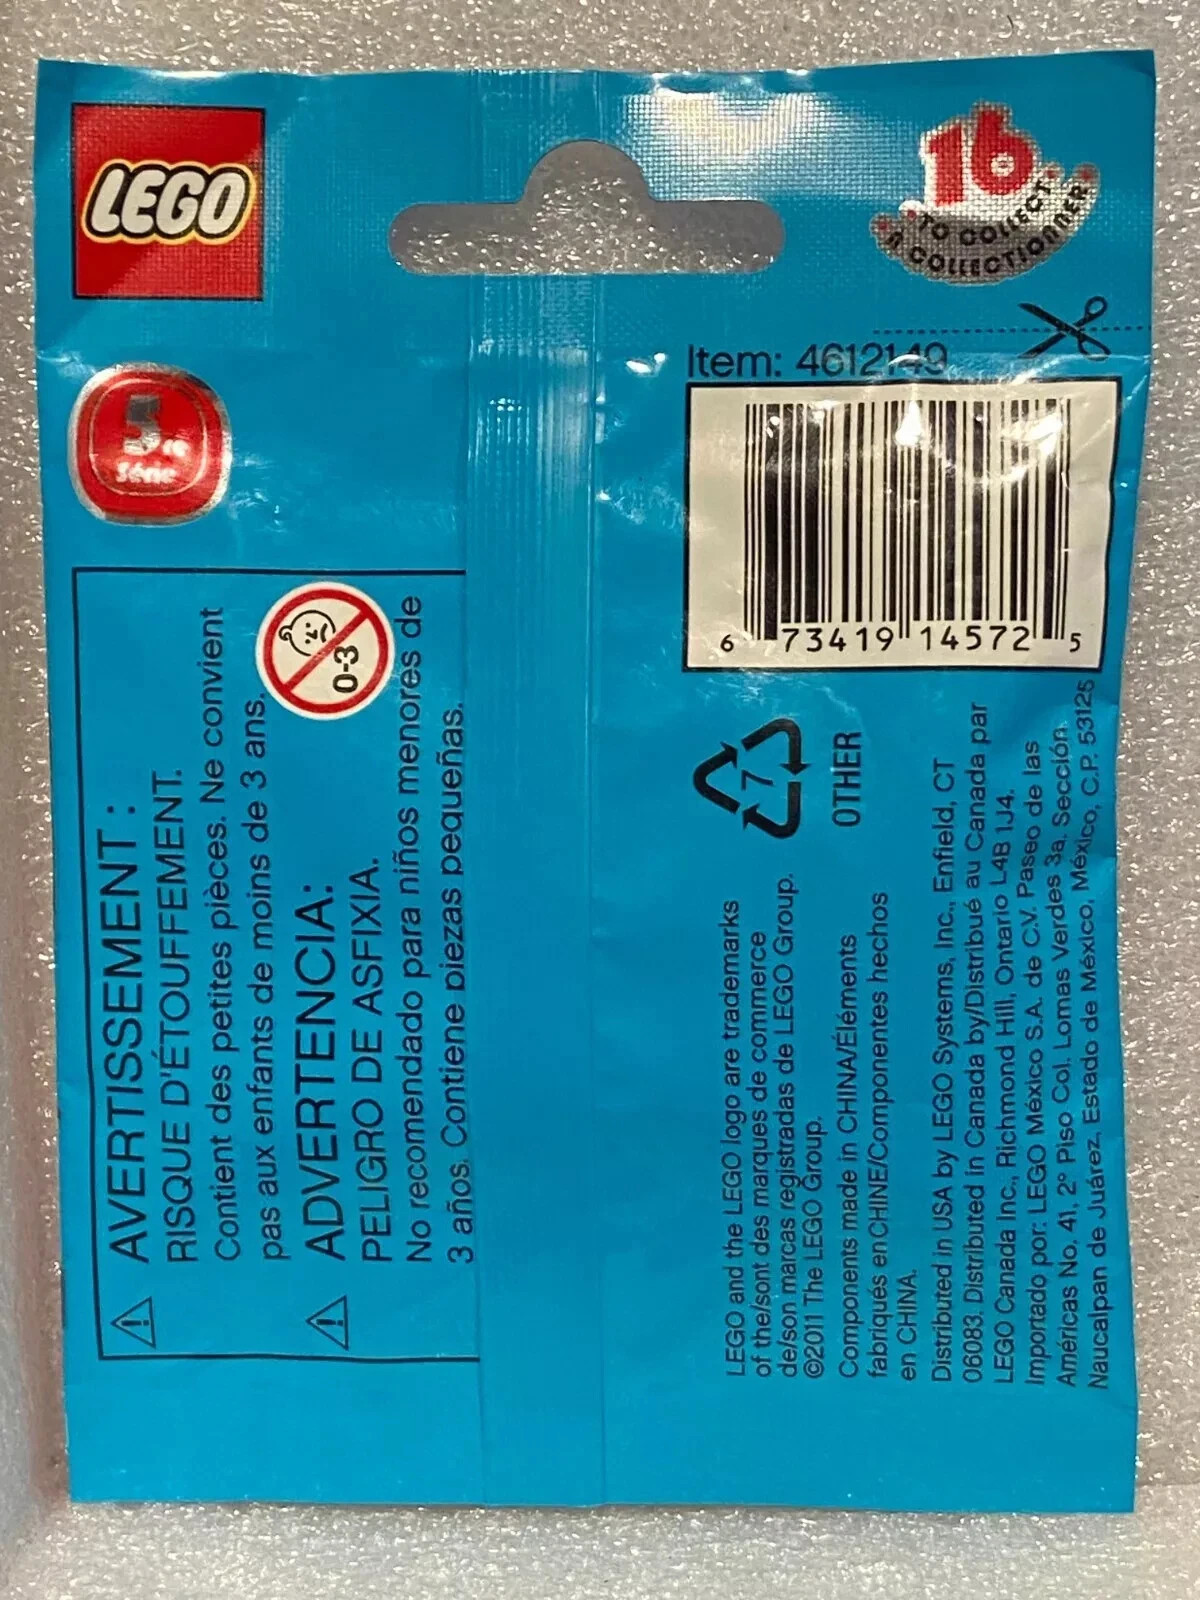 LEGO
16
TO COLLECT
À COLLECTIONNER
Item: 4612149
5
Série
6 73419 14572 5
AVERTISSEMENT :
RISQUE D'ÉTOUFFEMENT.
Contient des petites pièces. Ne convient
pas aux enfants de moins de 3 ans.
0-3
ADVERTENCIA:
PELIGRO DE ASFIXIA.
No recomendado para niños menores de
3 años. Contiene piezas pequeñas.
7
OTHER
LEGO and the LEGO logo are trademarks
of the/sont des marques de commerce
de/son marcas registradas de LEGO Group.
©2011 The LEGO Group.
Components made in CHINA/Éléments
fabriqués en CHINE/Componentes hechos
en CHINA.
Distributed in USA by LEGO Systems, Inc., Enfield, CT
06083. Distributed in Canada by/Distribué au Canada par
LEGO Canada Inc., Richmond Hill, Ontario L4B 1J4.
Importado por: LEGO México S.A. de C.V. Paseo de las
Américas No. 41, 2º Piso Col. Lomas Verdes 3a. Sección.
Naucalpan de Juárez, Estado de México, México, C.P. 53125